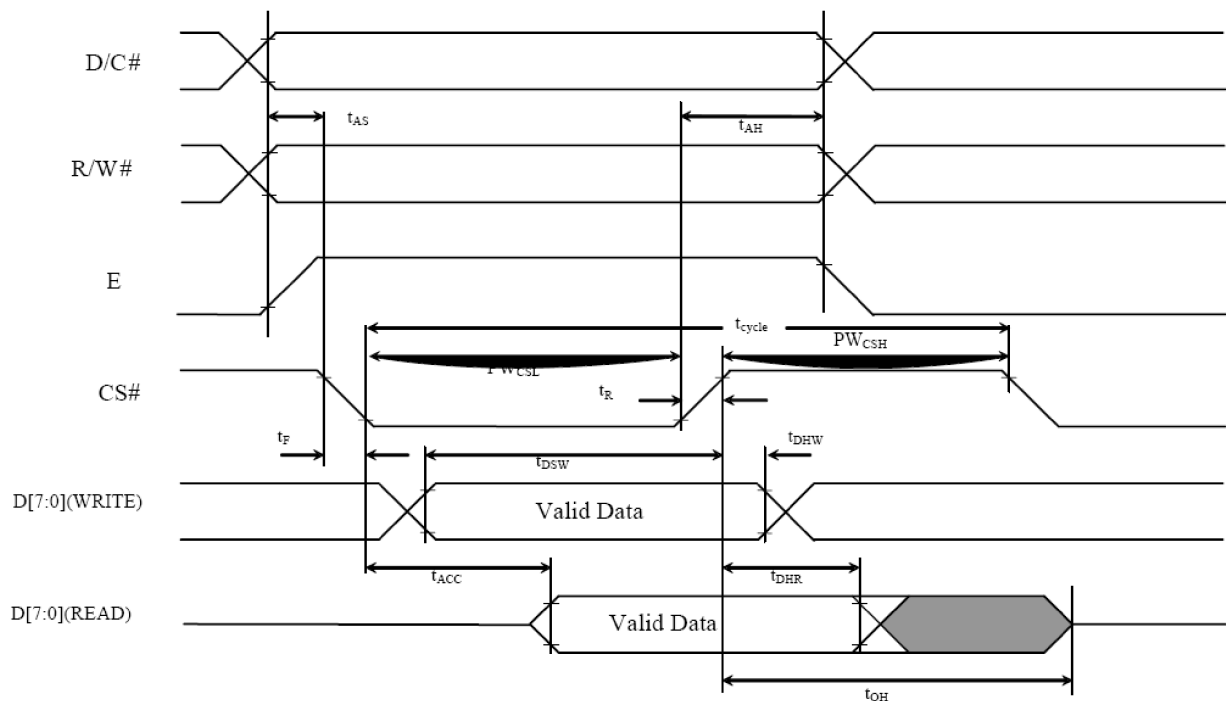 D/C#
tAS
tAH
R/W#
E
tcycle
PWCSL
PWCSH
CS#
tR
tF
tDSW
tDHW
D[7:0](WRITE)
Valid Data
tACC
tDHR
D[7:0](READ)
Valid Data
tOH